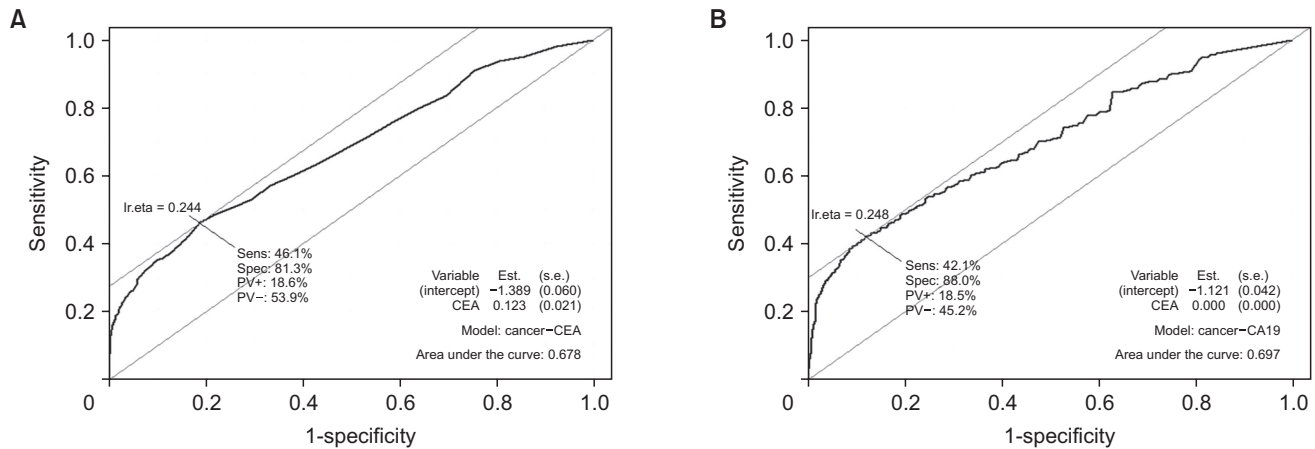 A
1.0
0.8
0.6
0.4
0.2
0
0.2
0.4
0.6
0.8
1.0
Sensitivity
1-specificity
lr.eta = 0.244
Sens: 46.1%
Spec: 81.3%
PV+: 18.6%
PV−: 53.9%
Variable Est. (s.e.)
(intercept) −1.389 (0.060)
CEA 0.123 (0.021)
Model: cancer−CEA
Area under the curve: 0.678
B
1.0
0.8
0.6
0.4
0.2
0
0.2
0.4
0.6
0.8
1.0
Sensitivity
1-specificity
lr.eta = 0.248
Sens: 42.1%
Spec: 88.0%
PV+: 18.5%
PV−: 45.2%
Variable Est. (s.e.)
(intercept) −1.121 (0.042)
CEA 0.000 (0.000)
Model: cancer−CA19
Area under the curve: 0.697